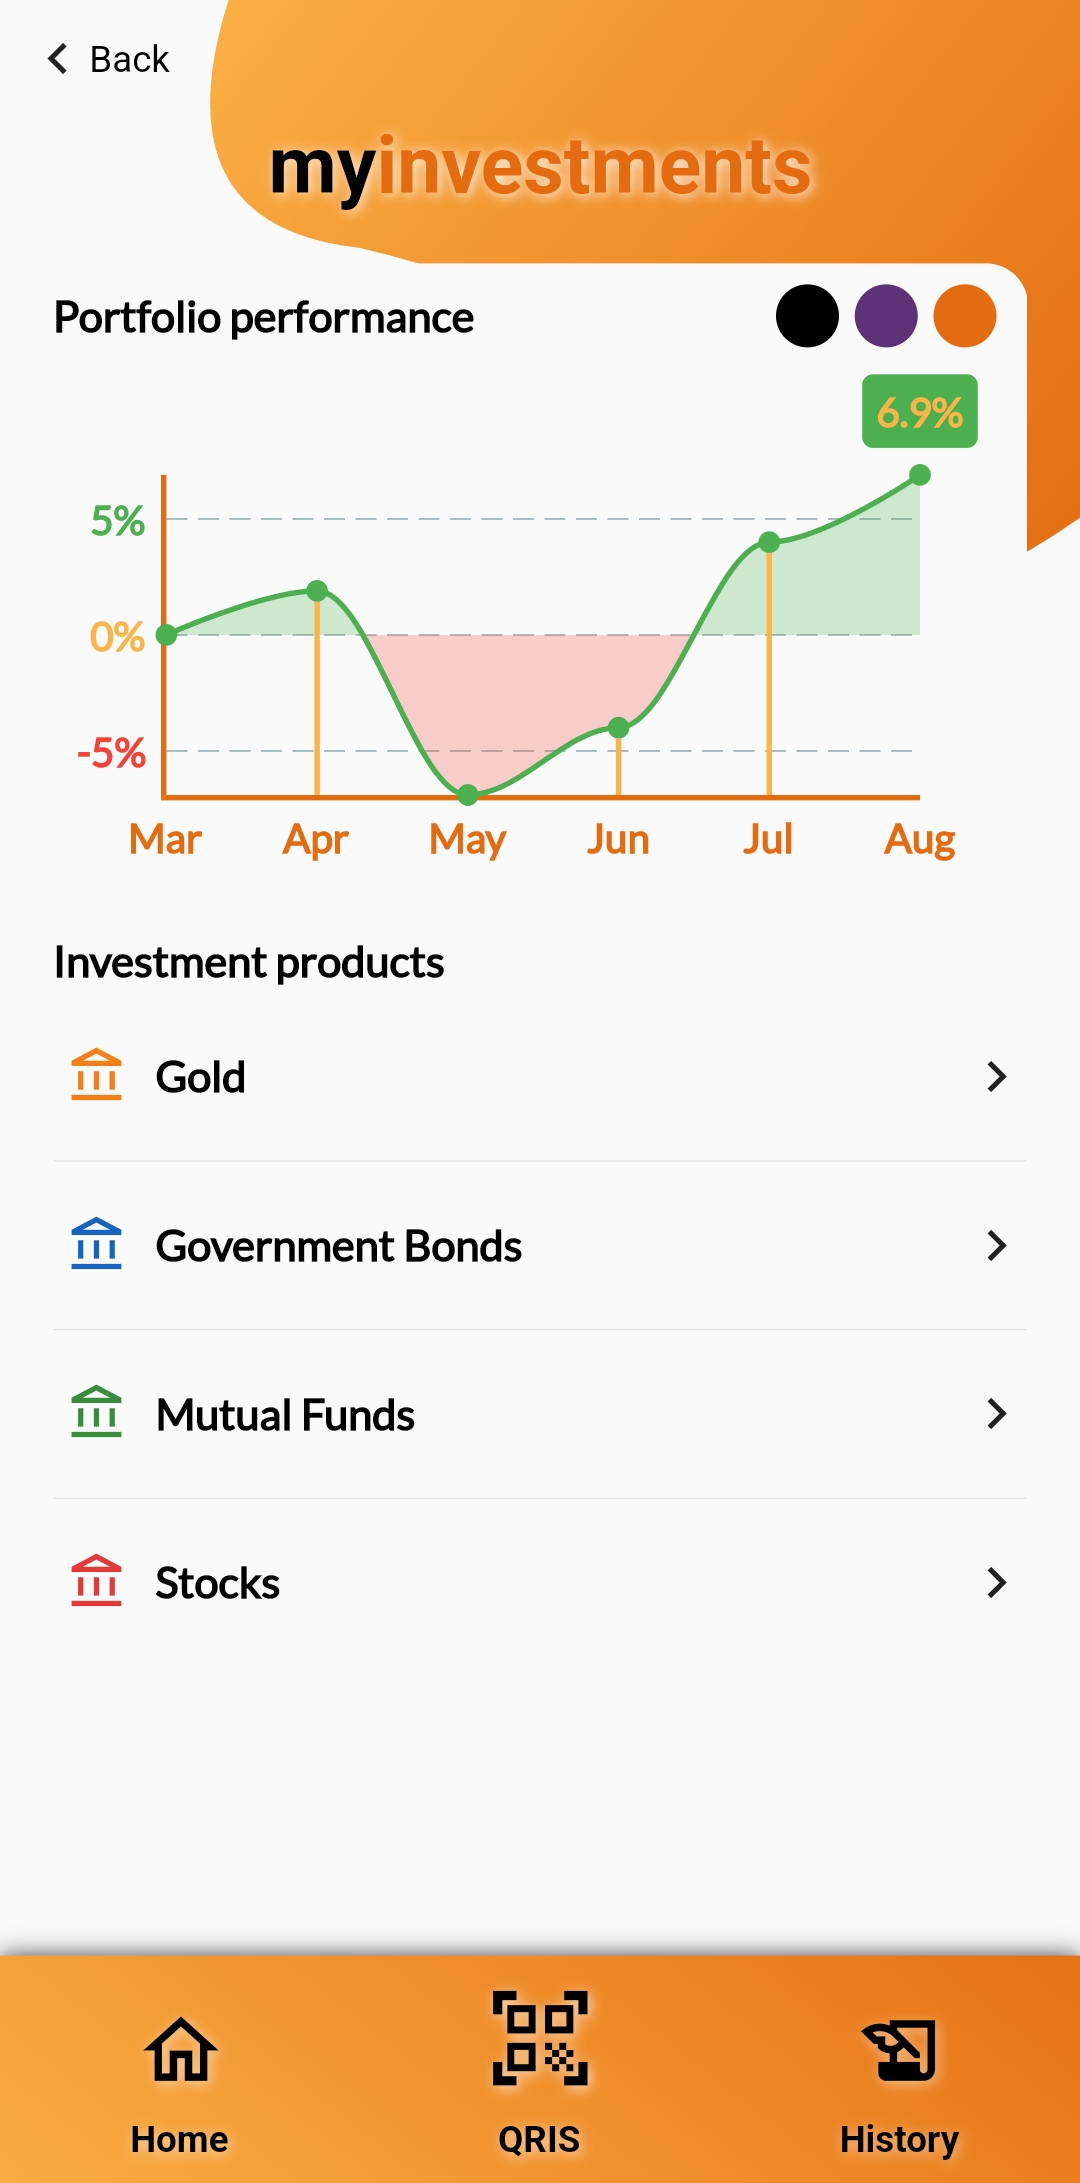 Back
myinvestments
Portfolio performance
6.9%
5%
0%
-5%
Mar Apr May Jun Jul Aug
Investment products
Gold
Government Bonds
Mutual Funds
Stocks
Home QRIS History